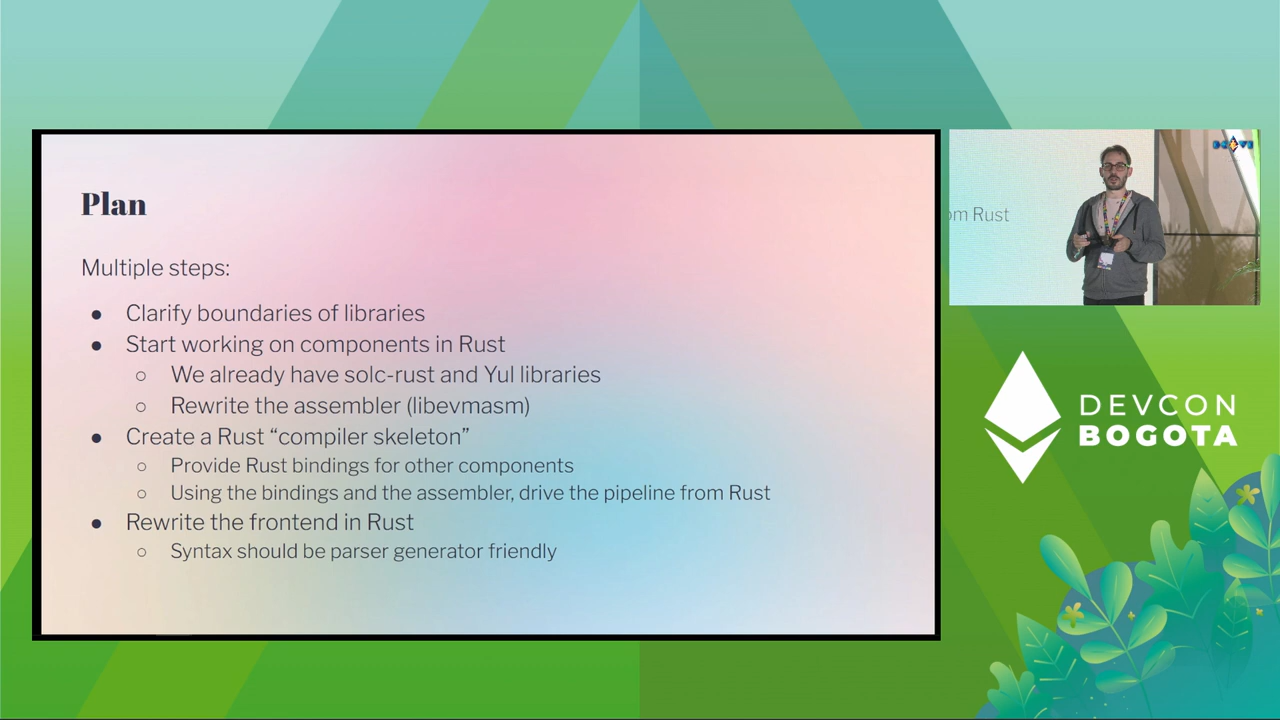 Plan
Multiple steps:
● Clarify boundaries of libraries
● Start working on components in Rust
○ We already have solc-rust and Yul libraries
○ Rewrite the assembler (libevmasm)
● Create a Rust “compiler skeleton”
○ Provide Rust bindings for other components
○ Using the bindings and the assembler, drive the pipeline from Rust
● Rewrite the frontend in Rust
○ Syntax should be parser generator friendly
om Rust
DEVCON
BOGOTA